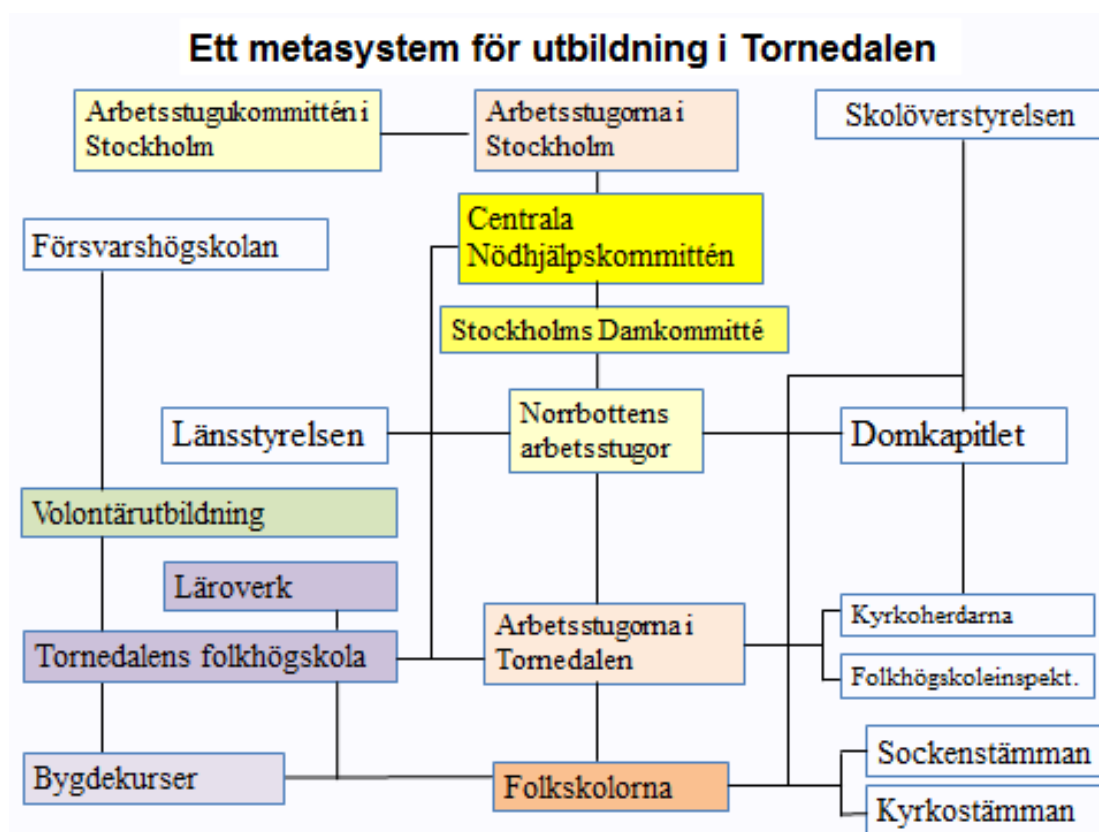 Ett metasystem för utbildning i Tornedalen
Arbetsstugukommittén i
Stockholm
Arbetsstugorna i
Stockholm
Skolöverstyrelsen
Centrala
Nödhjälpskommittén
Försvarshögskolan
Stockholms Damkommitté
Länsstyrelsen
Norrbottens
arbetsstugor
Domkapitlet
Volontärutbildning
Läroverk
Tornedalens folkhögskola
Arbetsstugorna i
Tornedalen
Kyrkoherdarna
Folkhögskoleinspekt.
Bygdekurser
Folkskolorna
Sockenstämman
Kyrkostämman